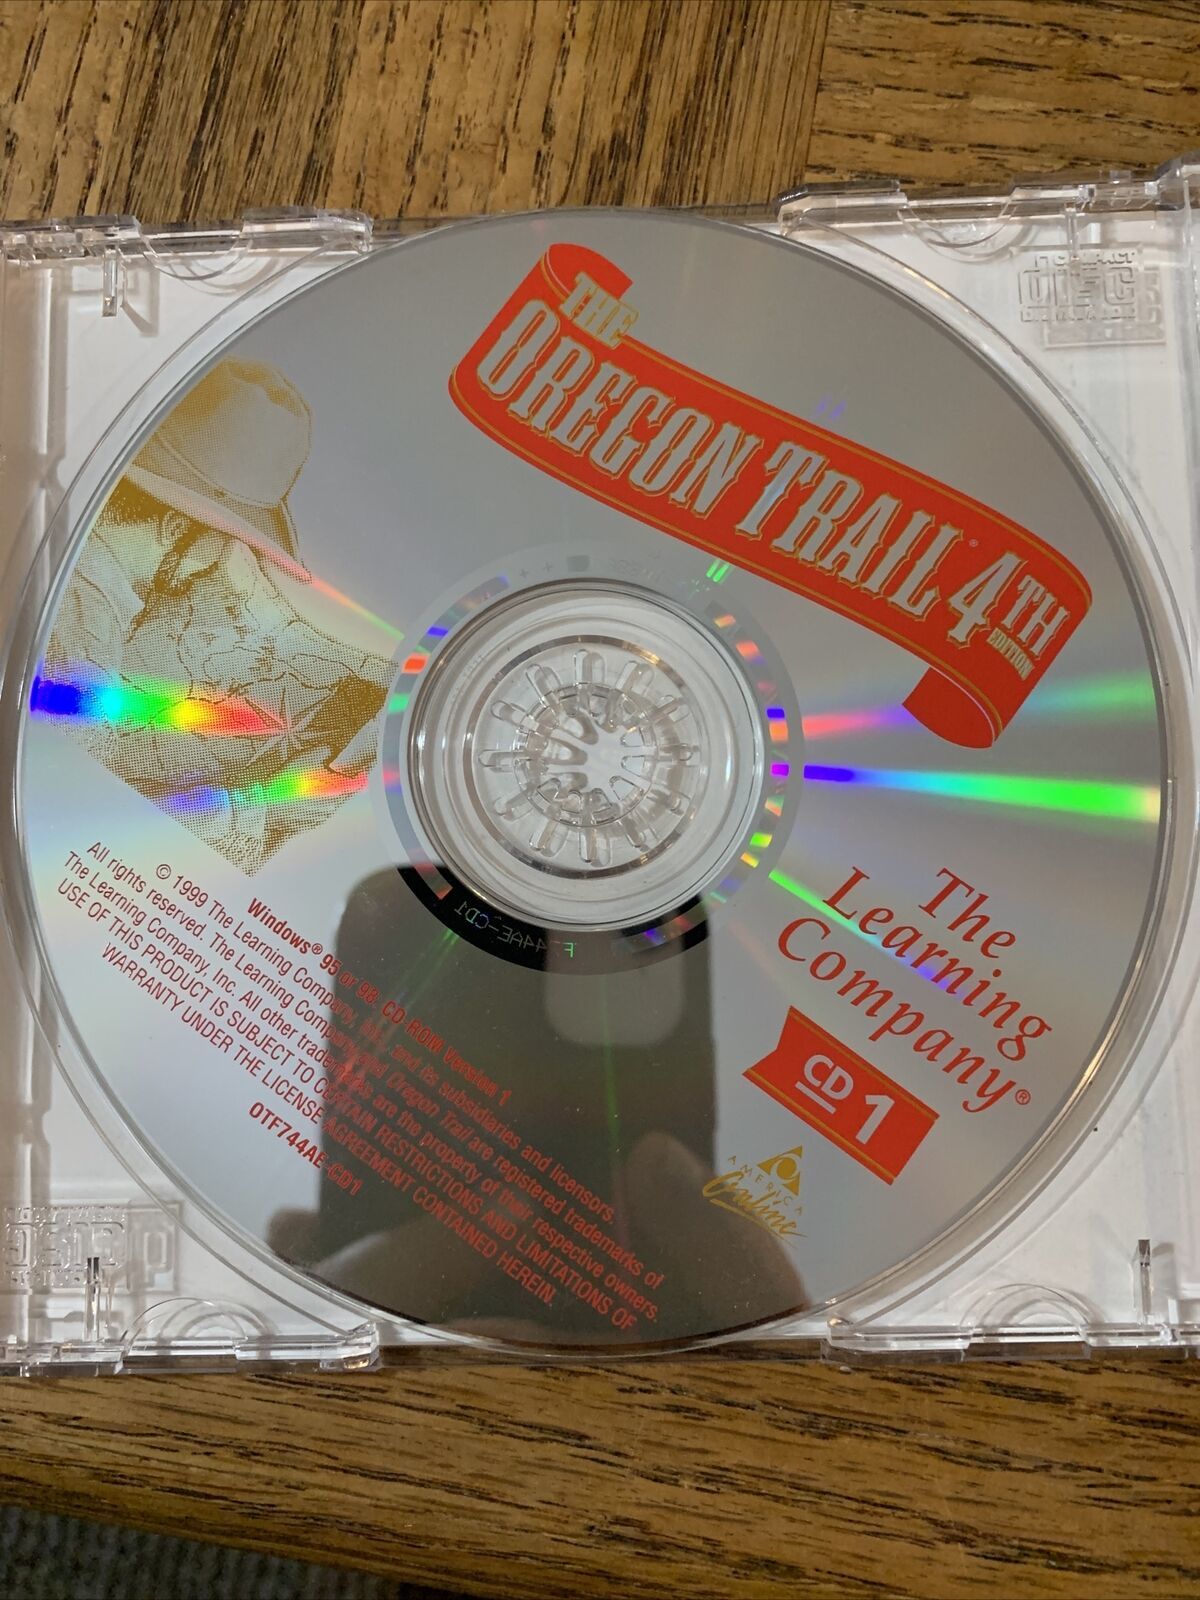 THE
OREGON TRAIL® 4TH
EDITION
The
Learning
Company®
CD 1
AMERICA
Online
Windows® 95 or 98. CD-ROM Version 1
© 1999 The Learning Company, Inc. and its subsidiaries and licensors.
All rights reserved. The Learning Company and Oregon Trail are registered trademarks of
The Learning Company, Inc. All other trademarks are the property of their respective owners.
USE OF THIS PRODUCT IS SUBJECT TO CERTAIN RESTRICTIONS AND LIMITATIONS OF
WARRANTY UNDER THE LICENSE AGREEMENT CONTAINED HEREIN.
OTF744AE-CD1
COMPACT
disc